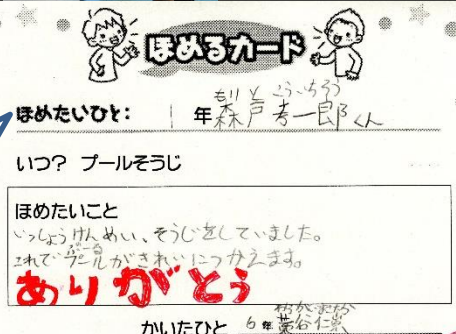 ほめるカード
もりと こういちろう
ほめたいひと： 1年 森戸孝一郎くん
いつ？ プールそうじ
ほめたいこと
いっしょうけんめい、そうじをしていました。
これでプールがきれいにつかえます。
ありがとう
かいたひと 6年